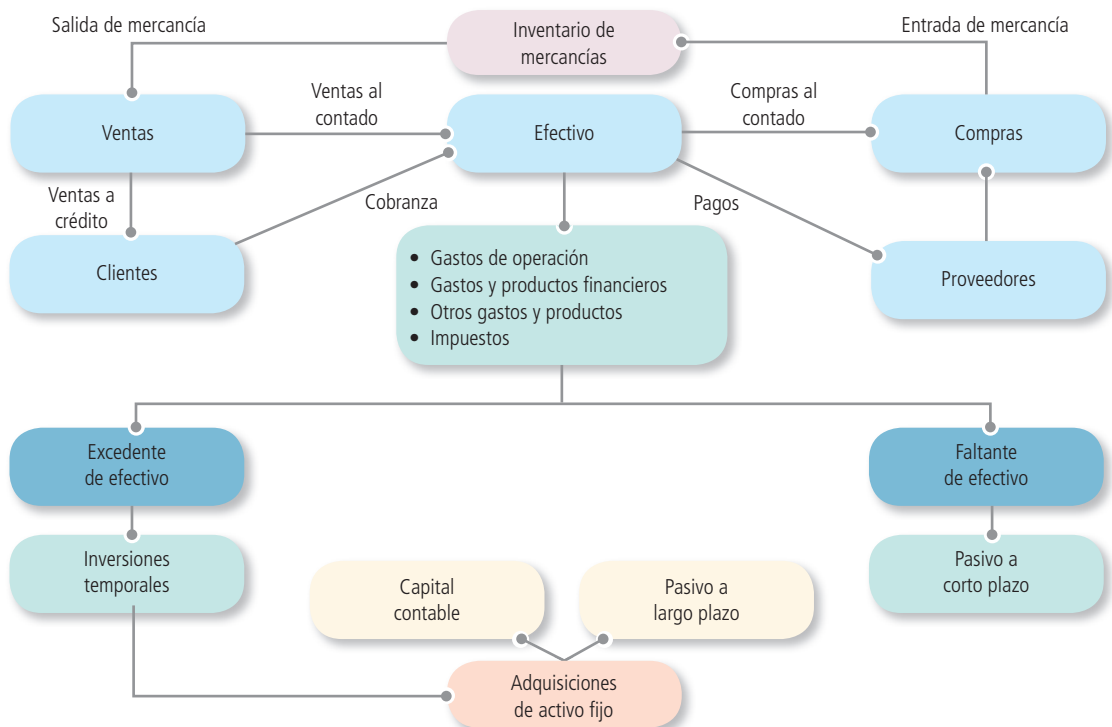 Salida de mercancía
Inventario de
mercancías
Entrada de mercancía
Ventas
Ventas al
contado
Efectivo
Compras al
contado
Compras
Ventas a
crédito
Cobranza
Pagos
Clientes
• Gastos de operación
• Gastos y productos financieros
• Otros gastos y productos
• Impuestos
Proveedores
Excedente
de efectivo
Faltante
de efectivo
Inversiones
temporales
Capital
contable
Pasivo a
largo plazo
Pasivo a
corto plazo
Adquisiciones
de activo fijo